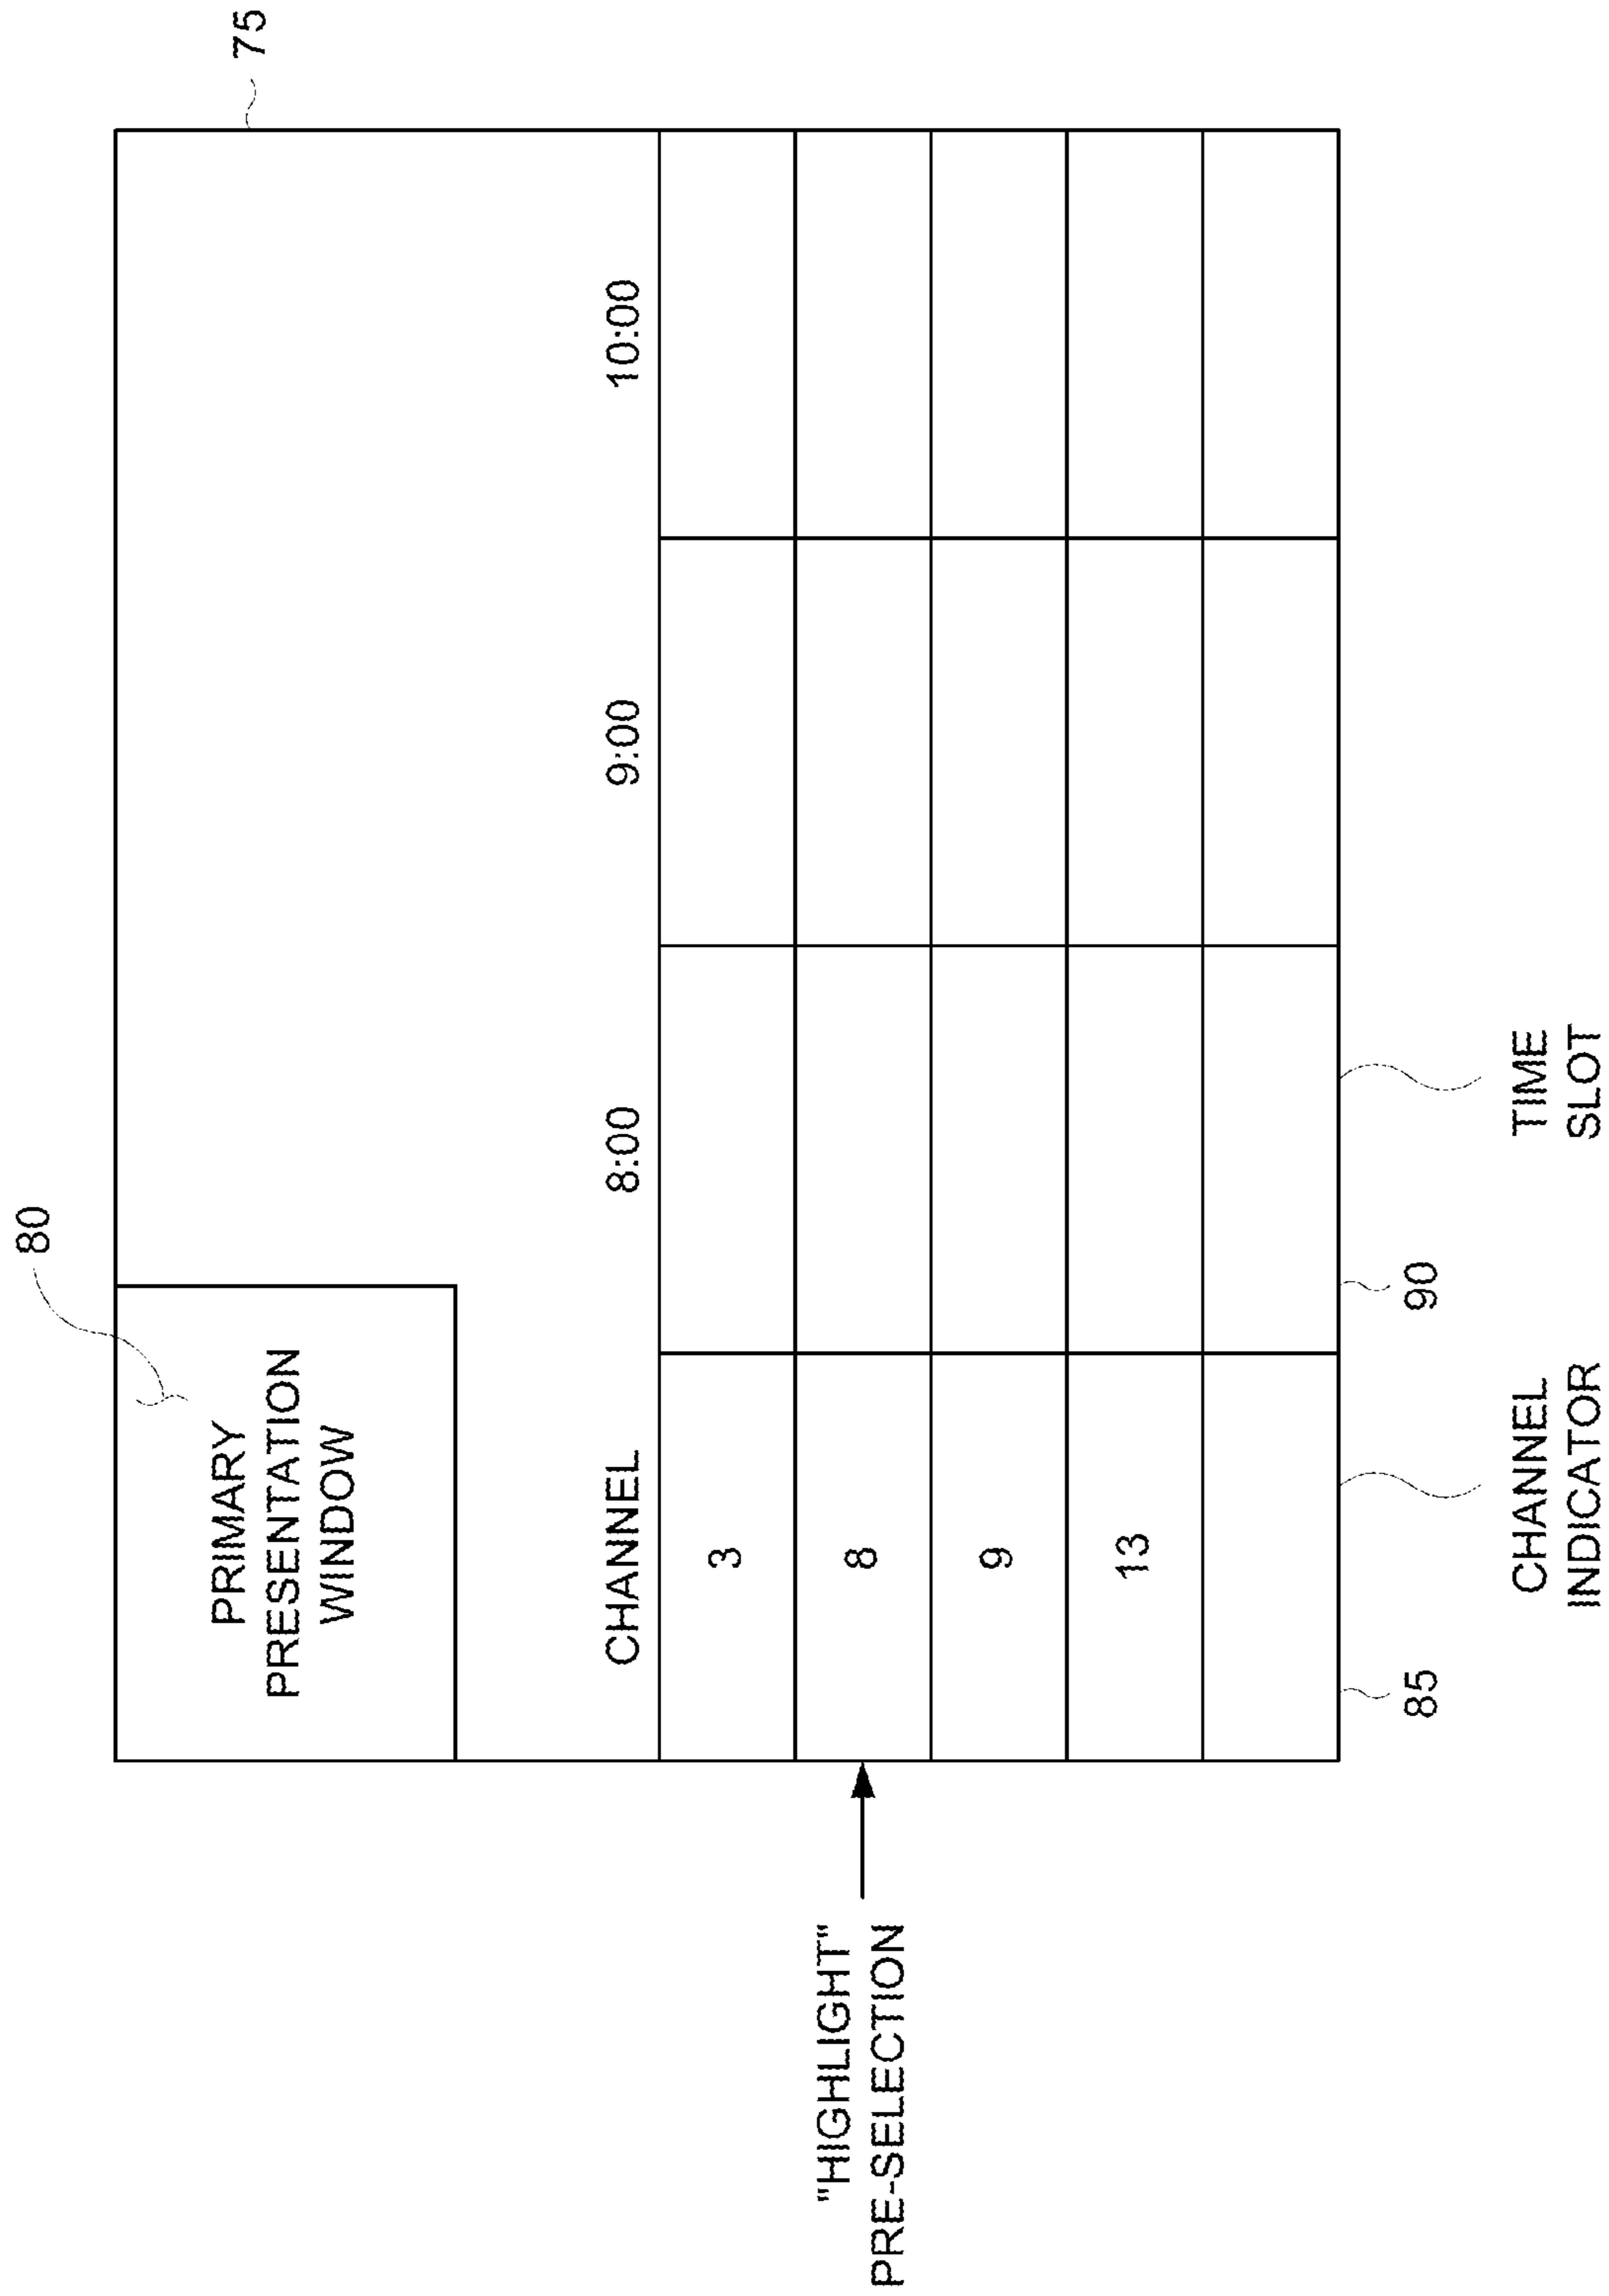 80
75
PRIMARY
PRESENTATION
WINDOW
CHANNEL 8:00 9:00 10:00
3
"HIGHLIGHT"
PRE-SELECTION
8
9
13
85
90
CHANNEL
INDICATOR
TIME
SLOT